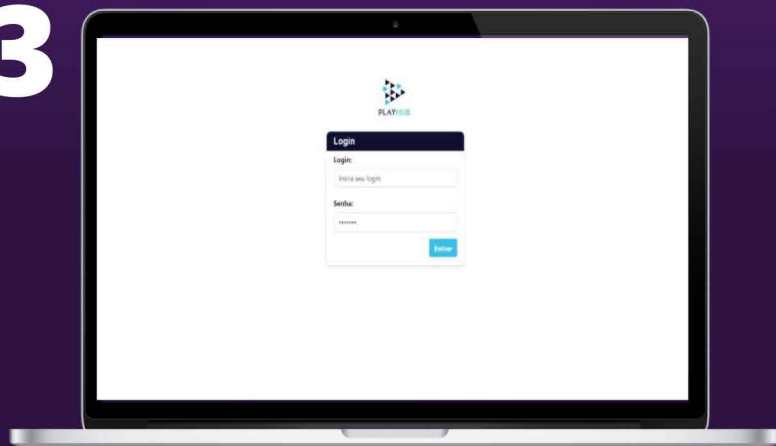 3
PLAYHUB
Login
Login:
Insira seu login
Senha:
•••••••
Entrar